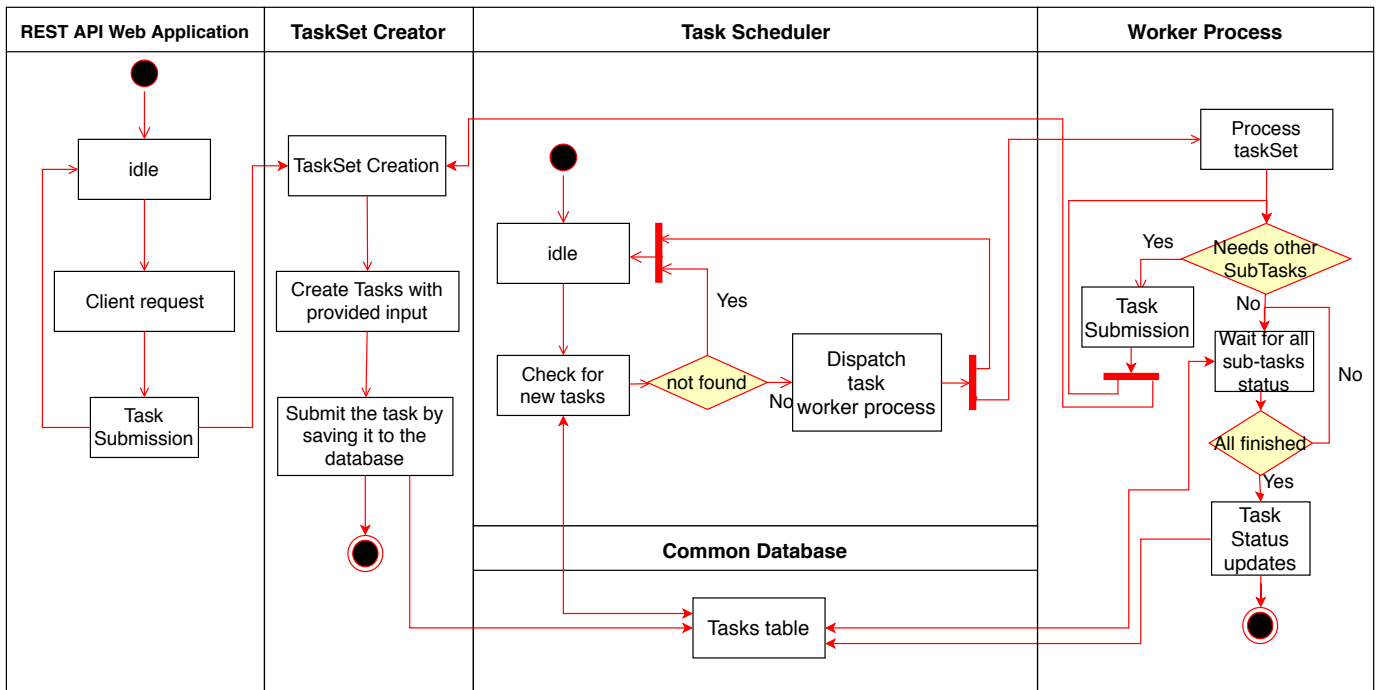 REST API Web Application
TaskSet Creator
Task Scheduler
Worker Process
idle
Client request
Task
Submission
TaskSet Creation
Create Tasks with
provided input
Submit the task by
saving it to the
database
idle
Check for
new tasks
not found
Yes
No
Dispatch
task
worker process
Common Database
Tasks table
Process
taskSet
Needs other
SubTasks
Yes
No
Task
Submission
Wait for all
sub-tasks
status
No
All finished
Yes
Task
Status
updates